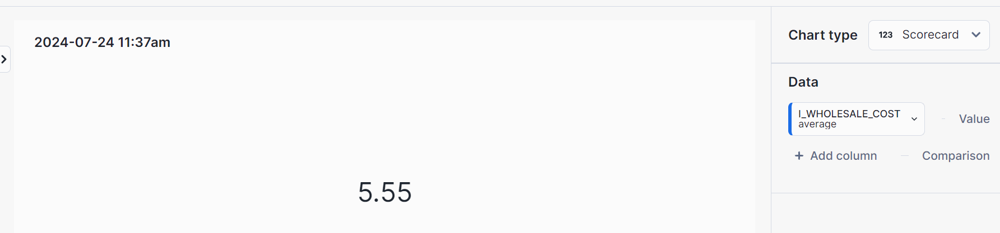 2024-07-24 11:37am
5.55
Chart type
123 Scorecard
Data
I_WHOLESALE_COST
average
Value
+ Add column
Comparison